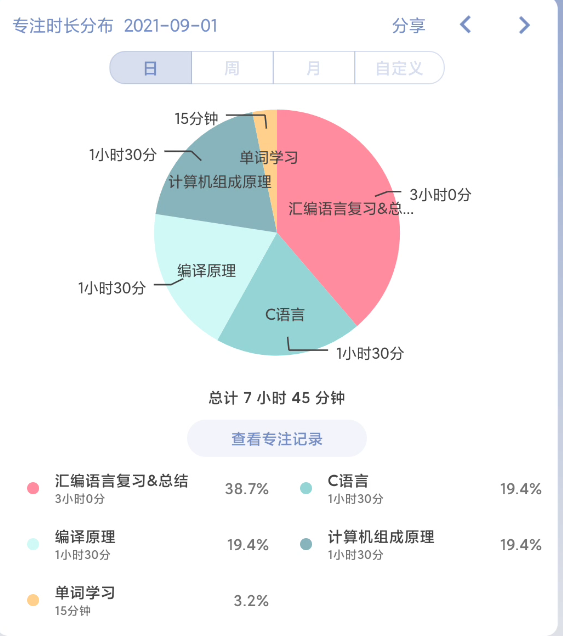 专注时长分布 2021-09-01
分享
日
周
月
自定义
15分钟
1小时30分
单词学习
计算机组成原理
3小时0分
汇编语言复习&总...
编译原理
1小时30分
C语言
1小时30分
总计 7 小时 45 分钟
查看专注记录
汇编语言复习&总结
3小时0分
38.7%
C语言
1小时30分
19.4%
编译原理
1小时30分
19.4%
计算机组成原理
1小时30分
19.4%
单词学习
15分钟
3.2%